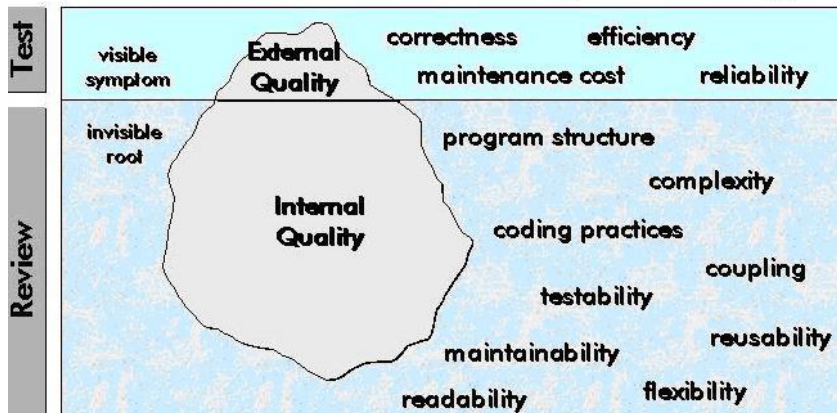 Test
visible
symptom
External
Quality
correctness efficiency
maintenance cost reliability
Review
invisible
root
Internal
Quality
program structure
complexity
coding practices
coupling
testability
reusability
maintainability
flexibility
readability